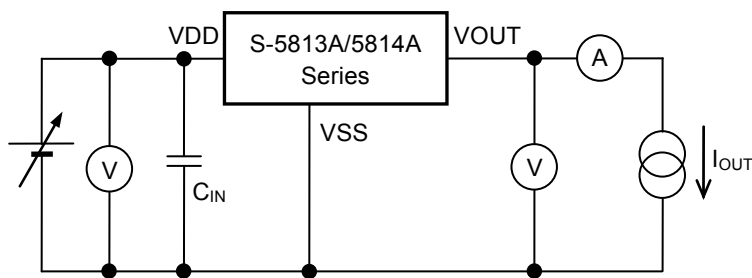 VDD
S-5813A/5814A
Series
VOUT
A
VSS
V
CIN
V
IOUT